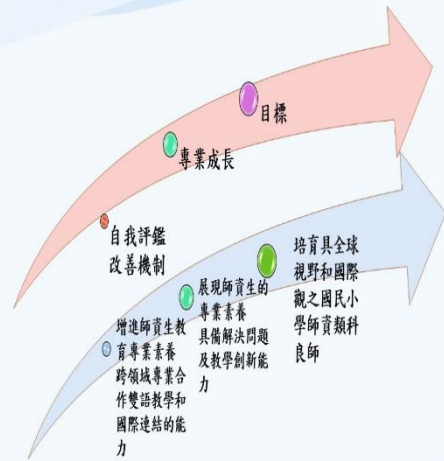 目標
專業成長
自我評鑑
改善機制
培育具全球
視野和國際
觀之國民小
學師資類科
良師
展現師資生的
專業素養
具備解決問題
及教學創新能
力
增進師資生教
育專業素養
跨領域專業合
作雙語教學和
國際連結的能
力